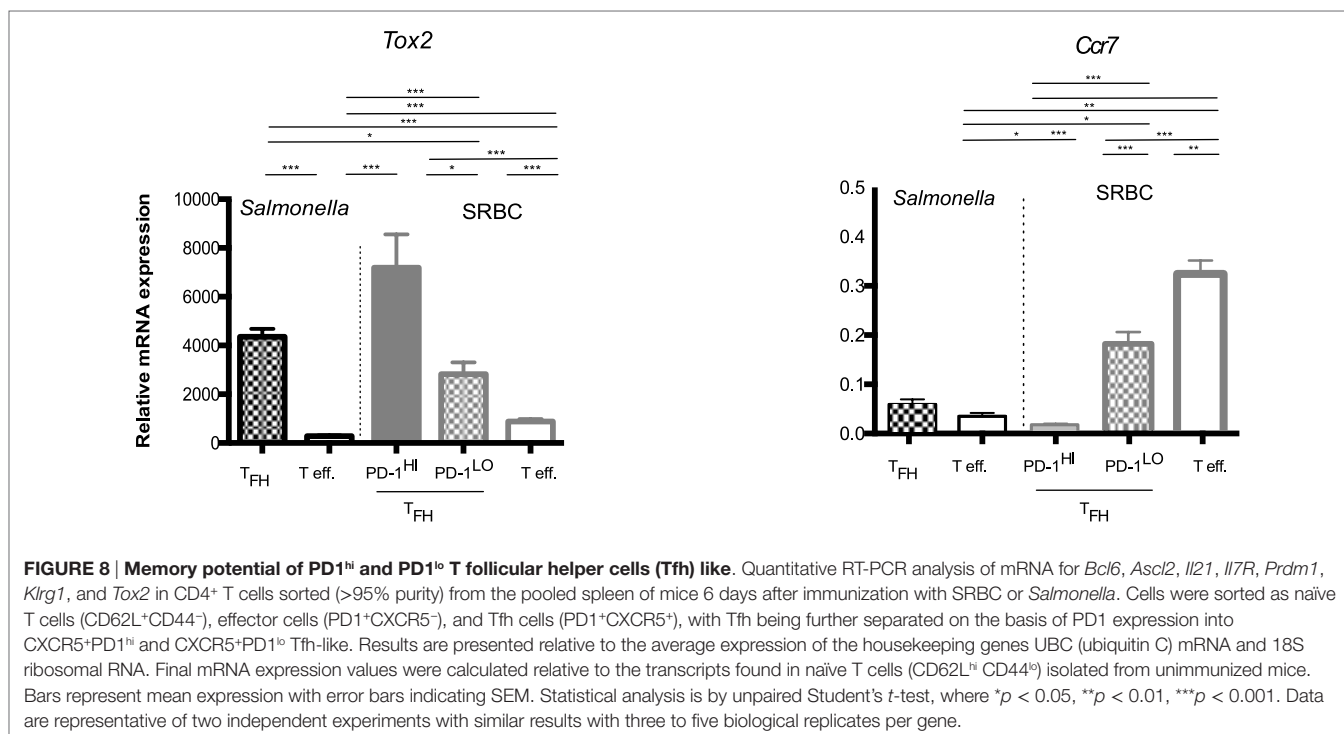 Tox2
Ccr7
***
***
***
*
***
***
***
*
***
***
**
*
*
***
***
***
**
Salmonella
SRBC
Relative mRNA expression
10000
8000
6000
4000
2000
0
TFH
T eff.
PD-1HI
PD-1LO
T eff.
TFH
Salmonella
SRBC
0.5
0.4
0.3
0.2
0.1
0.0
TFH
T eff.
PD-1HI
PD-1LO
T eff.
TFH
FIGURE 8 | Memory potential of PD1hi and PD1lo T follicular helper cells (Tfh) like. Quantitative RT-PCR analysis of mRNA for Bcl6, Ascl2, Il21, Il7R, Prdm1,
Klrg1, and Tox2 in CD4+ T cells sorted (>95% purity) from the pooled spleen of mice 6 days after immunization with SRBC or Salmonella. Cells were sorted as naïve
T cells (CD62L+CD44−), effector cells (PD1+CXCR5−), and Tfh cells (PD1+CXCR5+), with Tfh being further separated on the basis of PD1 expression into
CXCR5+PD1hi and CXCR5+PD1lo Tfh-like. Results are presented relative to the average expression of the housekeeping genes UBC (ubiquitin C) mRNA and 18S
ribosomal RNA. Final mRNA expression values were calculated relative to the transcripts found in naïve T cells (CD62Lhi CD44lo) isolated from unimmunized mice.
Bars represent mean expression with error bars indicating SEM. Statistical analysis is by unpaired Student's t-test, where *p < 0.05, **p < 0.01, ***p < 0.001. Data
are representative of two independent experiments with similar results with three to five biological replicates per gene.